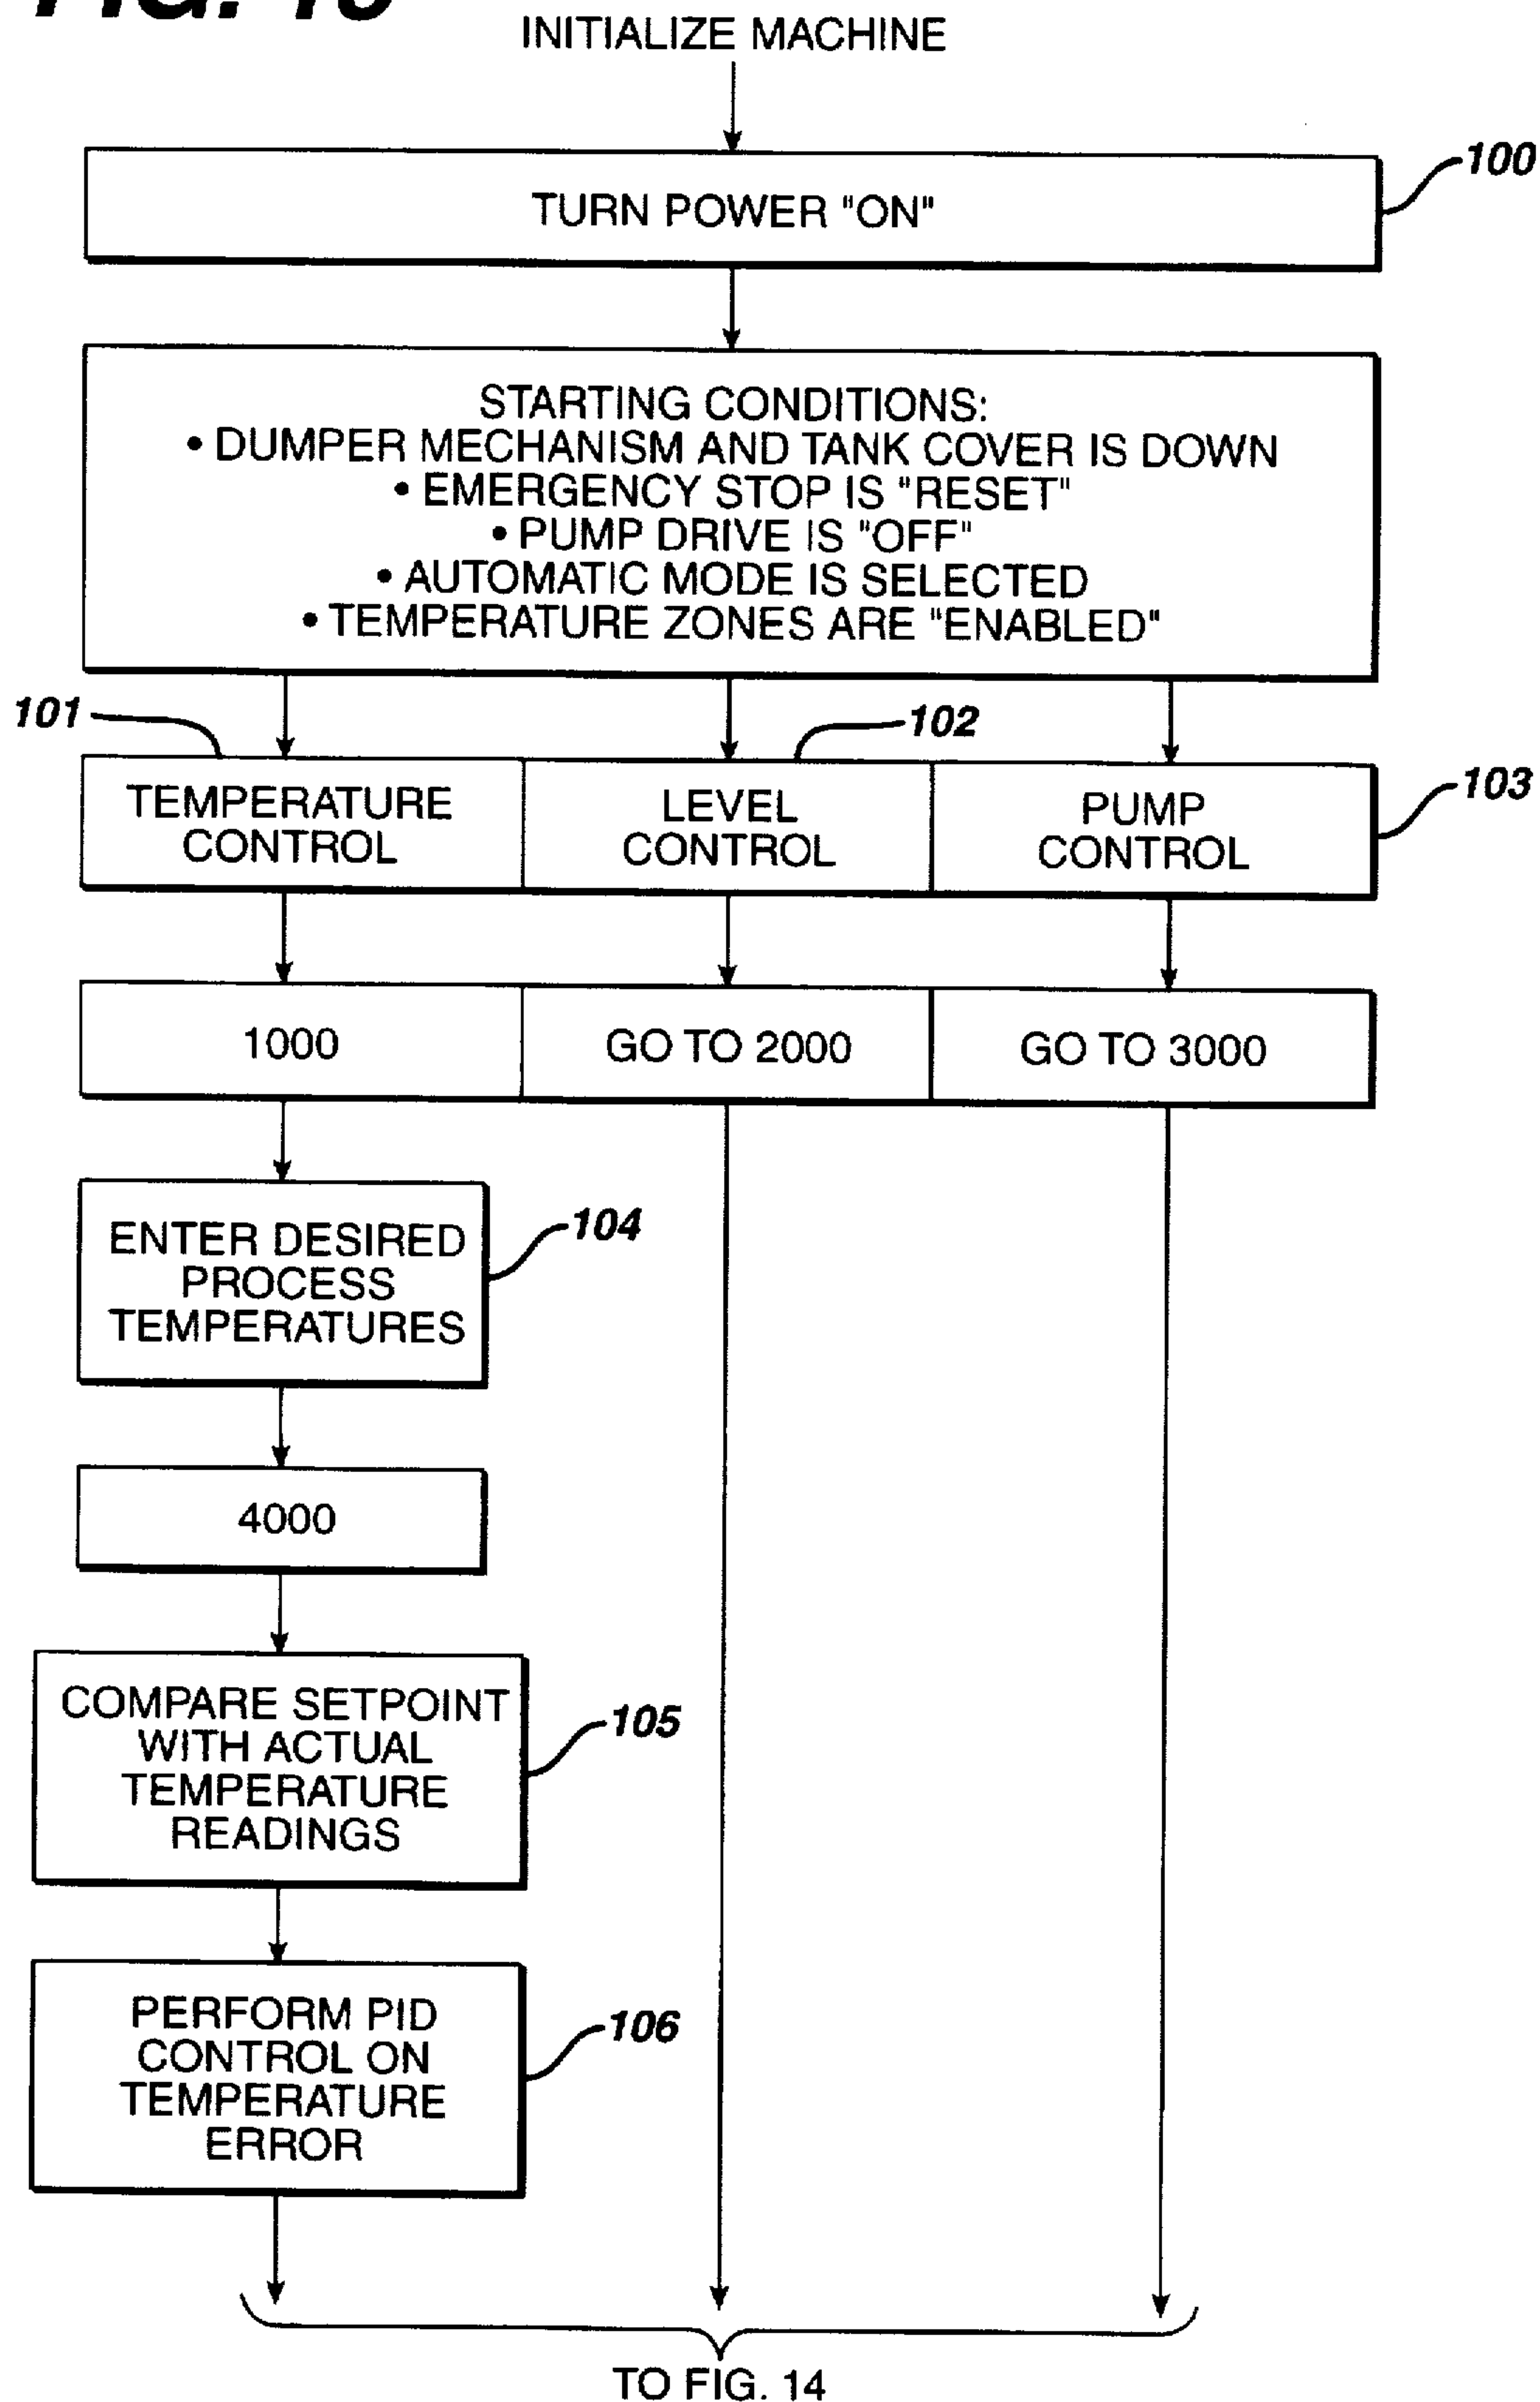 INITIALIZE MACHINE
100
TURN POWER "ON"
STARTING CONDITIONS:
• DUMPER MECHANISM AND TANK COVER IS DOWN
• EMERGENCY STOP IS "RESET"
• PUMP DRIVE IS "OFF"
• AUTOMATIC MODE IS SELECTED
• TEMPERATURE ZONES ARE "ENABLED"
101
102
103
TEMPERATURE
CONTROL
LEVEL
CONTROL
PUMP
CONTROL
1000
GO TO 2000
GO TO 3000
104
ENTER DESIRED
PROCESS
TEMPERATURES
4000
105
COMPARE SETPOINT
WITH ACTUAL
TEMPERATURE
READINGS
106
PERFORM PID
CONTROL ON
TEMPERATURE
ERROR
TO FIG. 14